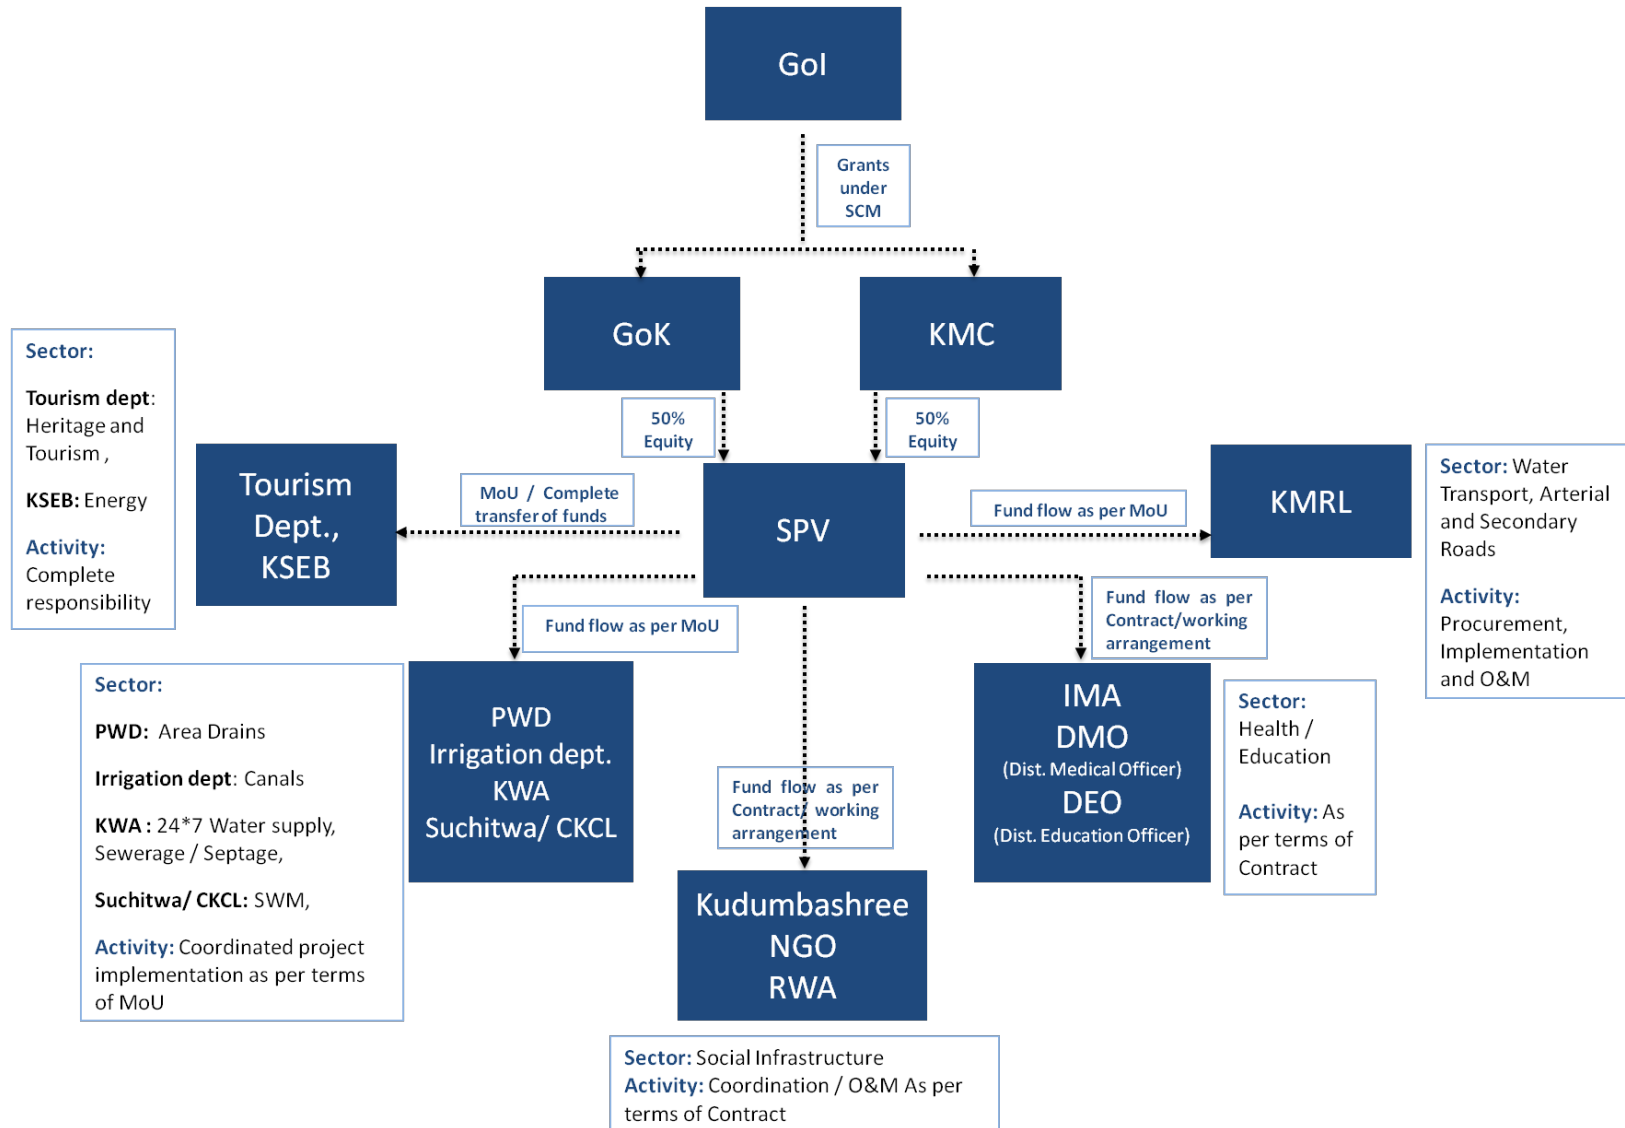 GoI
Grants
under
SCM
GoK
KMC
50%
Equity
50%
Equity
Sector:
Tourism dept:
Heritage and
Tourism ,
KSEB: Energy
Activity:
Complete
responsibility
Tourism
Dept.,
KSEB
MoU / Complete
transfer of funds
SPV
Fund flow as per MoU
KMRL
Sector: Water
Transport, Arterial
and Secondary
Roads
Activity:
Procurement,
Implementation
and O&M
Fund flow as per MoU
Fund flow as per
Contract/working
arrangement
Sector:
PWD: Area Drains
Irrigation dept: Canals
KWA : 24*7 Water supply,
Sewerage / Septage,
Suchitwa/ CKCL: SWM,
Activity: Coordinated project
implementation as per terms
of MoU
PWD
Irrigation dept.
KWA
Suchitwa/ CKCL
Fund flow as per
Contract/ working
arrangement
IMA
DMO
(Dist. Medical Officer)
DEO
(Dist. Education Officer)
Sector:
Health /
Education
Activity: As
per terms of
Contract
Kudumbashree
NGO
RWA
Sector: Social Infrastructure
Activity: Coordination / O&M As per
terms of Contract